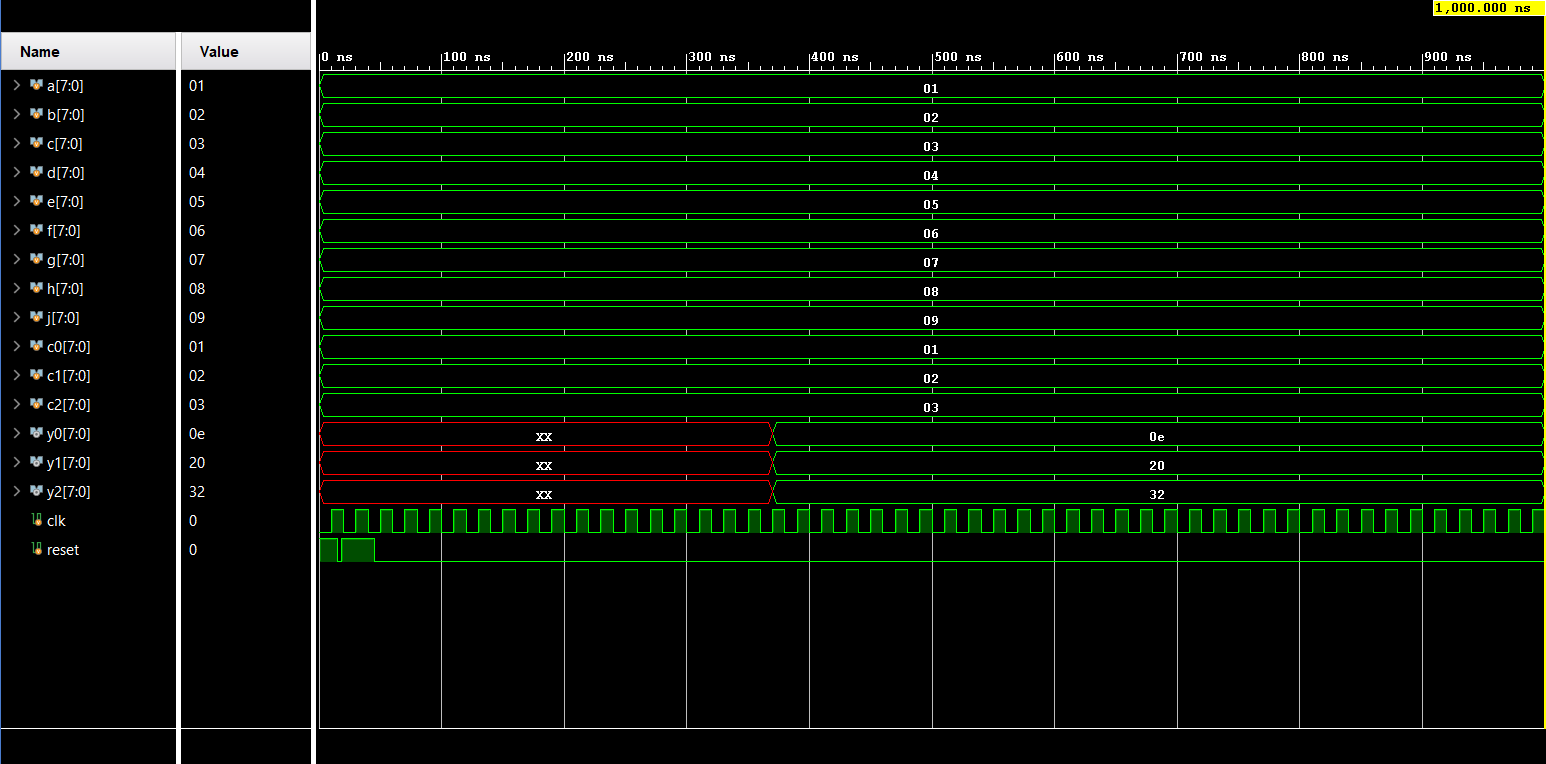 1,000.000 ns
Name Value
0 ns 100 ns 200 ns 300 ns 400 ns 500 ns 600 ns 700 ns 800 ns 900 ns
a[7:0] 01 01
b[7:0] 02 02
c[7:0] 03 03
d[7:0] 04 04
e[7:0] 05 05
f[7:0] 06 06
g[7:0] 07 07
h[7:0] 08 08
j[7:0] 09 09
c0[7:0] 01 01
c1[7:0] 02 02
c2[7:0] 03 03
y0[7:0] 0e XX 0e
y1[7:0] 20 XX 20
y2[7:0] 32 XX 32
clk 0
reset 0